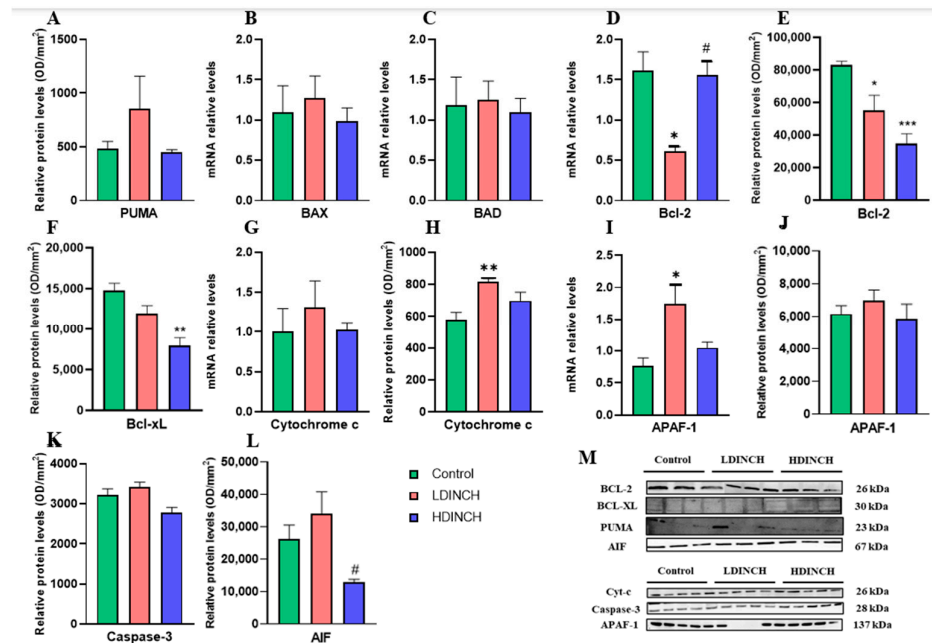 A
Relative protein levels (OD/mm²)
1500
1000
500
0
PUMA
B
mRNA relative levels
2.0
1.5
1.0
0.5
0.0
BAX
C
mRNA relative levels
2.0
1.5
1.0
0.5
0.0
BAD
D
mRNA relative levels
2.0
1.5
1.0
0.5
0.0
*
#
Bcl-2
E
Relative protein levels (OD/mm²)
100,000
80,000
60,000
40,000
20,000
0
*
***
Bcl-2
F
Relative protein levels (OD/mm²)
20,000
15,000
10,000
5,000
0
**
Bcl-xL
G
mRNA relative levels
2.0
1.5
1.0
0.5
0.0
Cytochrome c
H
Relative protein levels (OD/mm²)
1000
800
600
400
200
0
**
Cytochrome c
I
mRNA relative levels
2.5
2.0
1.5
1.0
0.5
0.0
*
APAF-1
J
Relative protein levels (OD/mm²)
10,000
8,000
6,000
4,000
2,000
0
APAF-1
K
Relative protein levels (OD/mm²)
4000
3000
2000
1000
0
Caspase-3
L
Relative protein levels (OD/mm²)
50,000
40,000
30,000
20,000
10,000
0
#
AIF
Control
LDINCH
HDINCH
M
Control LDINCH HDINCH
BCL-2 26 kDa
BCL-XL 30 kDa
PUMA 23 kDa
AIF 67 kDa
Control LDINCH HDINCH
Cyt-c 26 kDa
Caspase-3 28 kDa
APAF-1 137 kDa